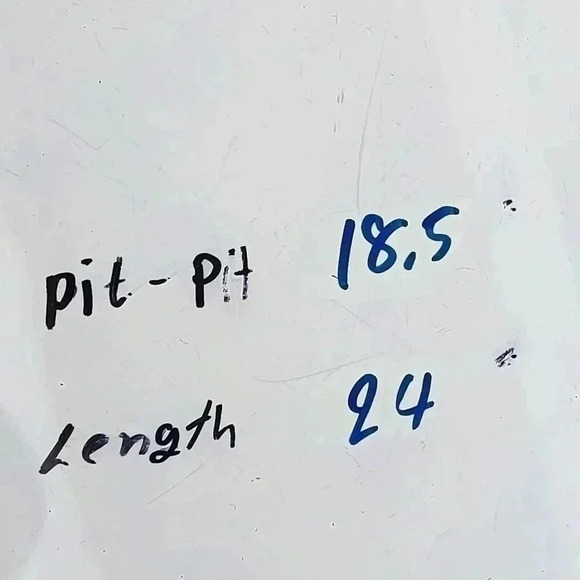 pit - pit 18.5 "
Length 24 "